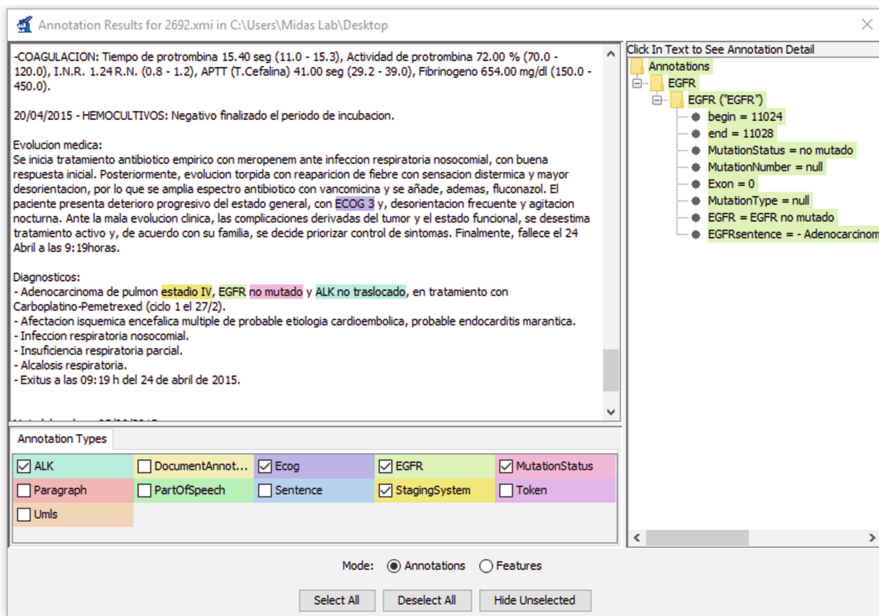 Annotation Results for 2692.xmi in C:\Users\Midas Lab\Desktop
-COAGULACION: Tiempo de protrombina 15.40 seg (11.0 - 15.3), Actividad de protrombina 72.00 % (70.0 -
120.0), I.N.R. 1.24 R.N. (0.8 - 1.2), APTT (T.Cefalina) 41.00 seg (29.2 - 39.0), Fibrinogeno 654.00 mg/dl (150.0 -
450.0).
20/04/2015 - HEMOCULTIVOS: Negativo finalizado el periodo de incubacion.
Evolucion medica:
Se inicia tratamiento antibiotico empirico con meropenem ante infeccion respiratoria nosocomial, con buena
respuesta inicial. Posteriormente, evolucion torpida con reaparicion de fiebre con sensacion distermica y mayor
desorientacion, por lo que se amplia espectro antibiotico con vancomicina y se añade, ademas, fluconazol. El
paciente presenta deterioro progresivo del estado general, con ECOG 3 y, desorientacion frecuente y agitacion
nocturna. Ante la mala evolucion clinica, las complicaciones derivadas del tumor y el estado funcional, se desestima
tratamiento activo y, de acuerdo con su familia, se decide priorizar control de sintomas. Finalmente, fallece el 24
Abril a las 9:19horas.
Diagnosticos:
- Adenocarcinoma de pulmon estadio IV, EGFR no mutado y ALK no traslocado, en tratamiento con
Carboplatino-Pemetrexed (ciclo 1 el 27/2).
- Afectacion isquemica encefalica multiple de probable etiologia cardioembolica, probable endocarditis marantica.
- Infeccion respiratoria nosocomial.
- Insuficiencia respiratoria parcial.
- Alcalosis respiratoria.
- Exitus a las 09:19 h del 24 de abril de 2015.
Click In Text to See Annotation Detail
Annotations
EGFR
EGFR ("EGFR")
begin = 11024
end = 11028
MutationStatus = no mutado
MutationNumber = null
Exon = 0
MutationType = null
EGFR = EGFR no mutado
EGFRsentence = - Adenocarcinom
Annotation Types
ALK DocumentAnnot... Ecog EGFR MutationStatus
Paragraph PartOfSpeech Sentence StagingSystem Token
Umls
Mode: Annotations Features
Select All Deselect All Hide Unselected